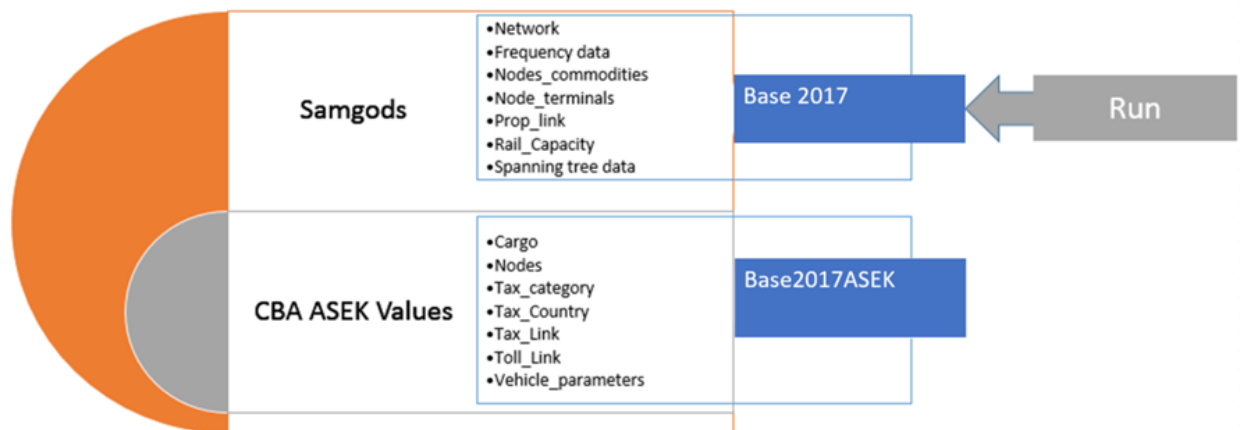 Samgods
•Network
•Frequency data
•Nodes_commodities
•Node_terminals
•Prop_link
•Rail_Capacity
•Spanning tree data
Base 2017
Run
CBA ASEK Values
•Cargo
•Nodes
•Tax_category
•Tax_Country
•Tax_Link
•Toll_Link
•Vehicle_parameters
Base2017ASEK